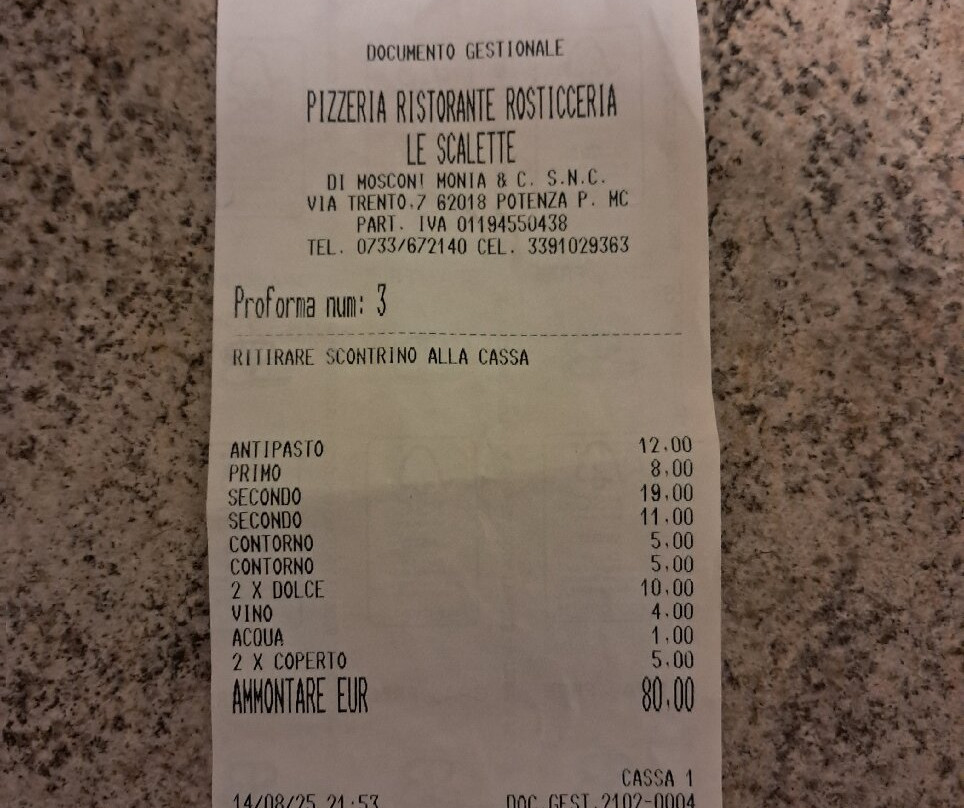 DOCUMENTO GESTIONALE
PIZZERIA RISTORANTE ROSTICCERIA
LE SCALETTE
DI MOSCONI MONIA & C. S.N.C.
VIA TRENTO,7 62018 POTENZA P. MC
PART. IVA 01194550438
TEL. 0733/672140 CEL. 3391029363
Proforma num: 3
RITIRARE SCONTRINO ALLA CASSA
ANTIPASTO 12,00
PRIMO 8,00
SECONDO 19,00
SECONDO 11,00
CONTORNO 5,00
CONTORNO 5,00
2 X DOLCE 10,00
VINO 4,00
ACQUA 1,00
2 X COPERTO 5,00
AMMONTARE EUR 80,00
CASSA 1
14/08/25 21:53 DOC.GEST.2102-0004